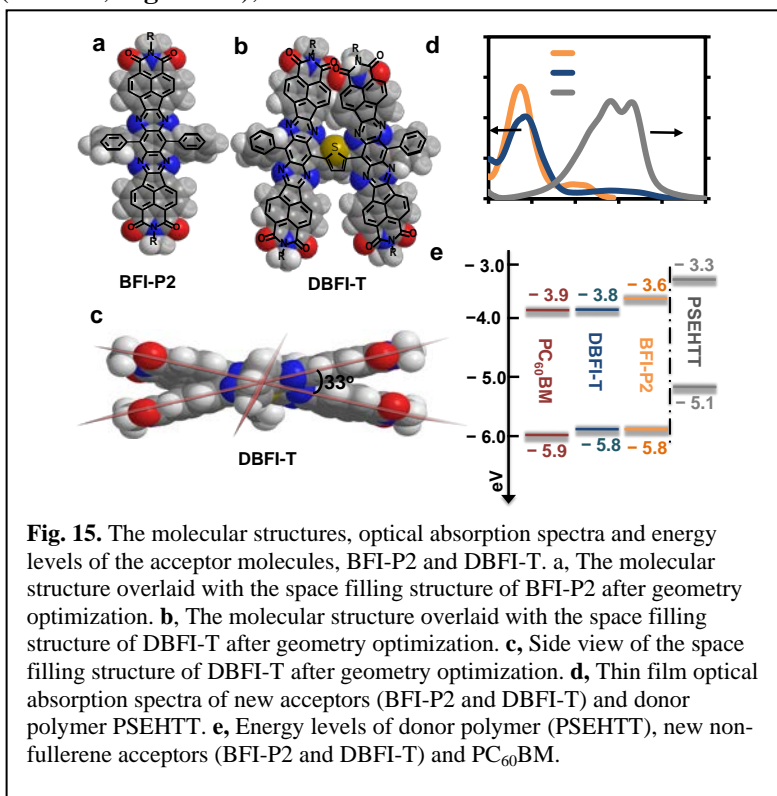 a
b
d
BFI-P2
DBFI-T
c
33°
DBFI-T
e
– 3.0
–4.0
–5.0
– 6.0
eV
– 3.9
– 3.8
– 3.6
– 3.3
PC60BM
DBFI-T
BFI-P2
PSEHTT
– 5.9
– 5.8
– 5.8
– 5.1
R
N
O
O
N
N
N
N
O
O
N
R
R
N
O
O
R
N
O
O
N
N
N
N
S
N
N
N
N
O
O
N
R
O
O
N
R
Fig. 15. The molecular structures, optical absorption spectra and energy
levels of the acceptor molecules, BFI-P2 and DBFI-T. a, The molecular
structure overlaid with the space filling structure of BFI-P2 after geometry
optimization. b, The molecular structure overlaid with the space filling
structure of DBFI-T after geometry optimization. c, Side view of the space
filling structure of DBFI-T after geometry optimization. d, Thin film optical
absorption spectra of new acceptors (BFI-P2 and DBFI-T) and donor
polymer PSEHTT. e, Energy levels of donor polymer (PSEHTT), new non-
fullerene acceptors (BFI-P2 and DBFI-T) and PC60BM.